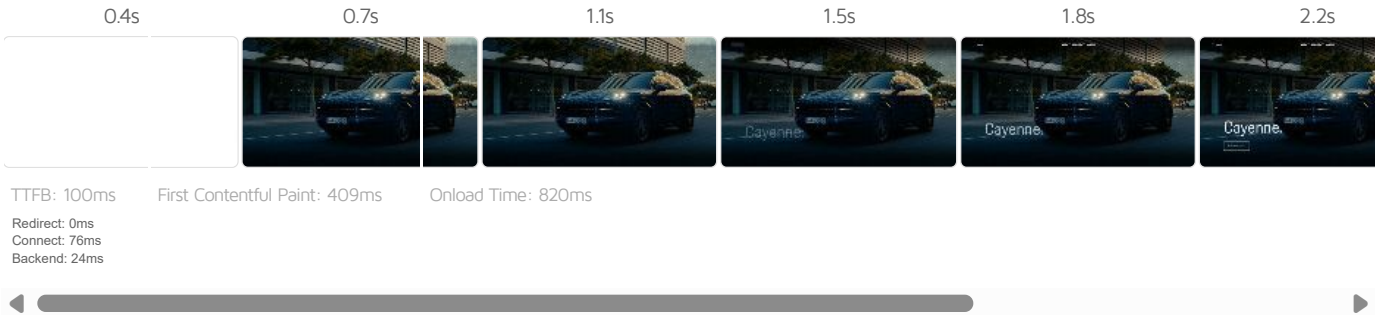 0.4s
0.7s
1.1s
1.5s
1.8s
2.2s
Cayenne.
Cayenne.
Cayenne.
TTFB: 100ms
First Contentful Paint: 409ms
Onload Time: 820ms
Redirect: 0ms
Connect: 76ms
Backend: 24ms